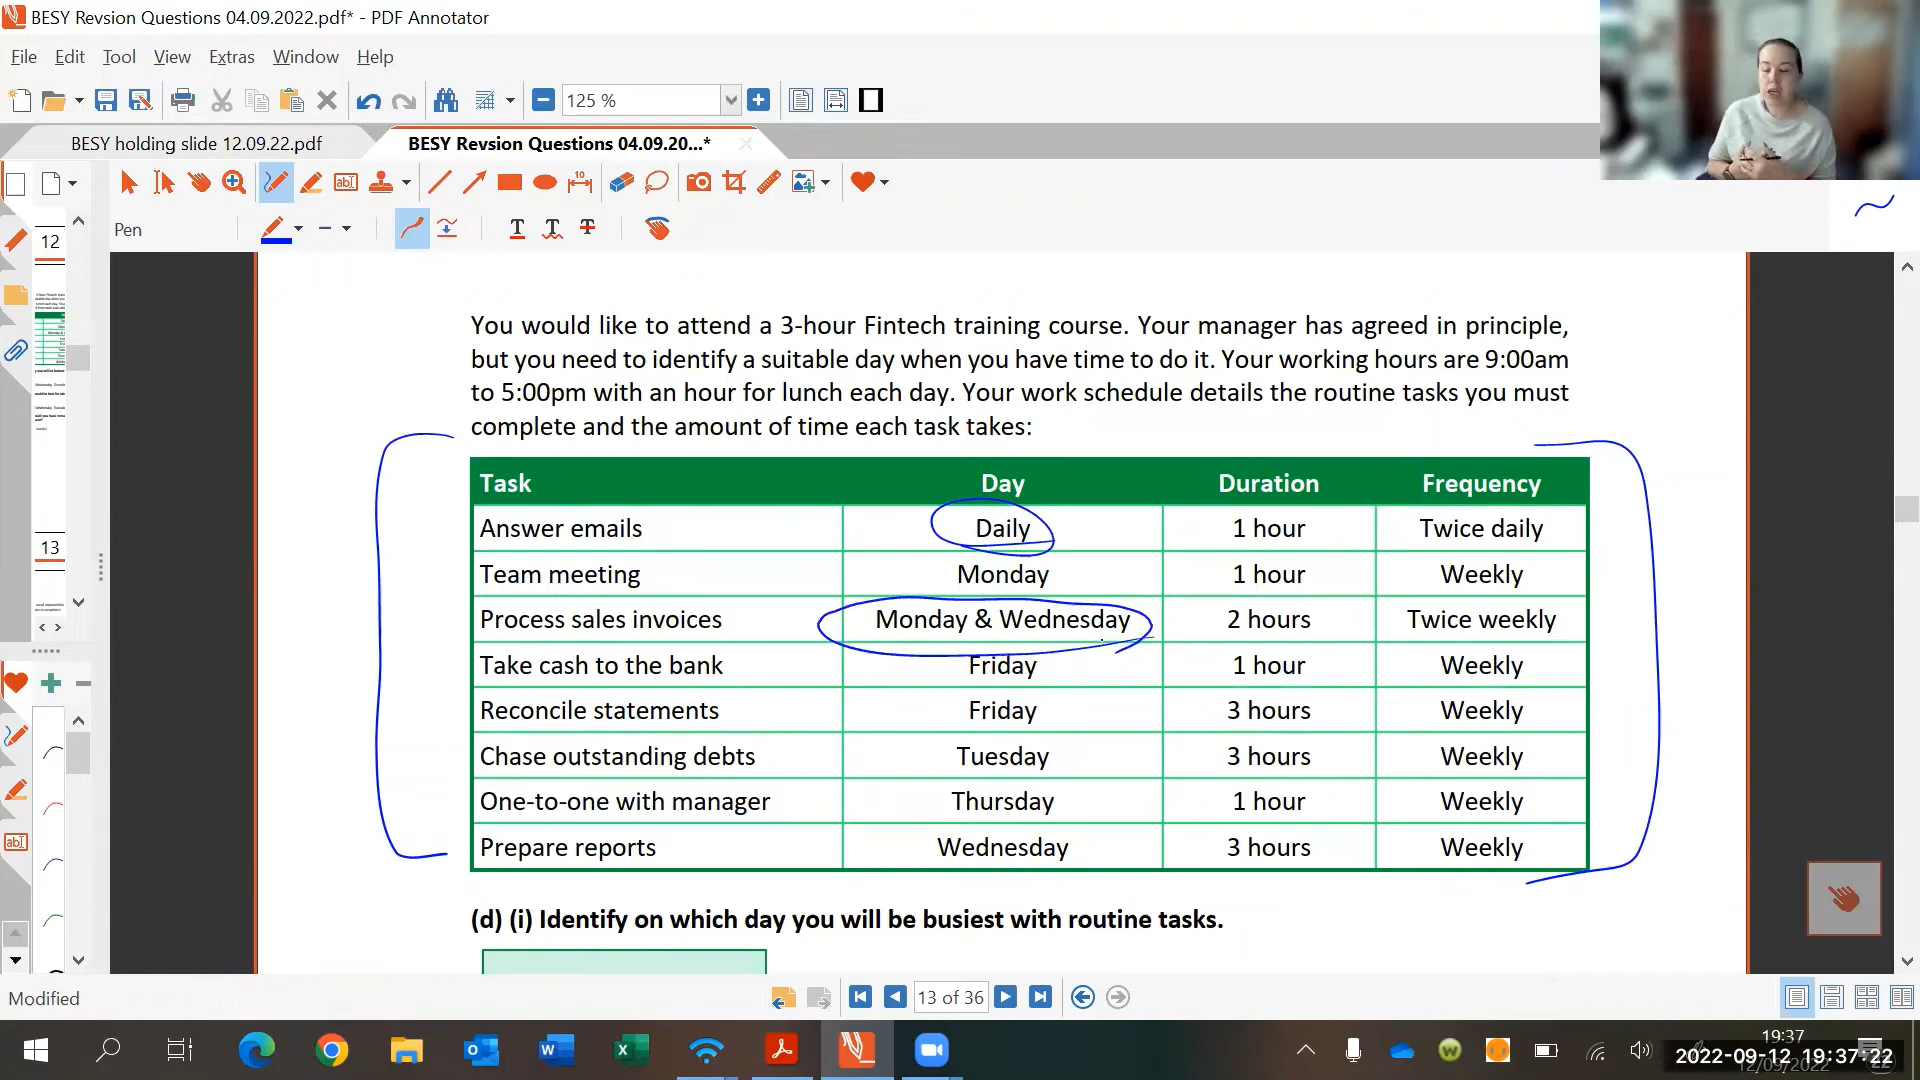 BESY Revsion Questions 04.09.2022.pdf* - PDF Annotator
File Edit Tool View Extras Window Help
125 %
BESY holding slide 12.09.22.pdf
BESY Revsion Questions 04.09.20...*
Pen
12
13
You would like to attend a 3-hour Fintech training course. Your manager has agreed in principle,
but you need to identify a suitable day when you have time to do it. Your working hours are 9:00am
to 5:00pm with an hour for lunch each day. Your work schedule details the routine tasks you must
complete and the amount of time each task takes:
Task Day Duration Frequency
Answer emails Daily 1 hour Twice daily
Team meeting Monday 1 hour Weekly
Process sales invoices Monday & Wednesday 2 hours Twice weekly
Take cash to the bank Friday 1 hour Weekly
Reconcile statements Friday 3 hours Weekly
Chase outstanding debts Tuesday 3 hours Weekly
One-to-one with manager Thursday 1 hour Weekly
Prepare reports Wednesday 3 hours Weekly
(d) (i) Identify on which day you will be busiest with routine tasks.
Modified
13 of 36
19:37
2022-09-12 19:37:22
12/09/2022
22